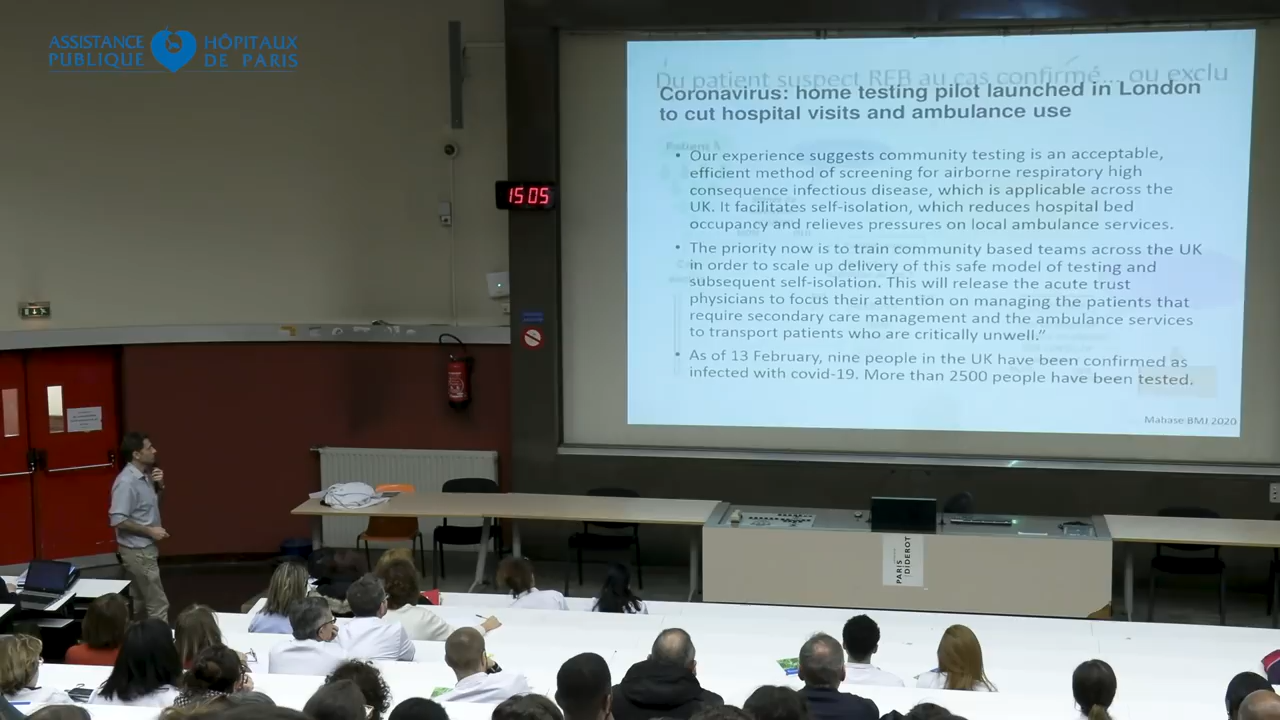 ASSISTANCE HÔPITAUX
PUBLIQUE DE PARIS
15 05
Du patient suspect REB au cas confirmé... ou exclu
Coronavirus: home testing pilot launched in London
to cut hospital visits and ambulance use
• Our experience suggests community testing is an acceptable,
efficient method of screening for airborne respiratory high
consequence infectious disease, which is applicable across the
UK. It facilitates self-isolation, which reduces hospital bed
occupancy and relieves pressures on local ambulance services.
• The priority now is to train community based teams across the UK
in order to scale up delivery of this safe model of testing and
subsequent self-isolation. This will release the acute trust
physicians to focus their attention on managing the patients that
require secondary care management and the ambulance services
to transport patients who are critically unwell.”
• As of 13 February, nine people in the UK have been confirmed as
infected with covid-19. More than 2500 people have been tested.
Mahase BMJ 2020
PARIS
DIDEROT